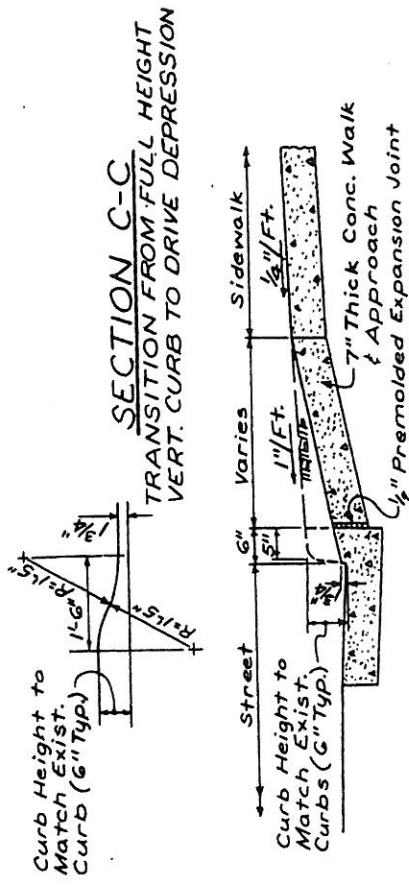 Curb Height to
Match Exist.
Curb (6" Typ.)
1'-6"
R=1'-5"
R=1'-5"
1 3/4"
SECTION C-C
TRANSITION FROM FULL HEIGHT
VERT. CURB TO DRIVE DEPRESSION
Street
6"
Varies
Sidewalk
5"
1"/Ft.
1/4"/Ft.
Curb Height to
Match Exist.
Curbs (6" Typ.)
7" Thick Conc. Walk
& Approach
Premolded Expansion Joint